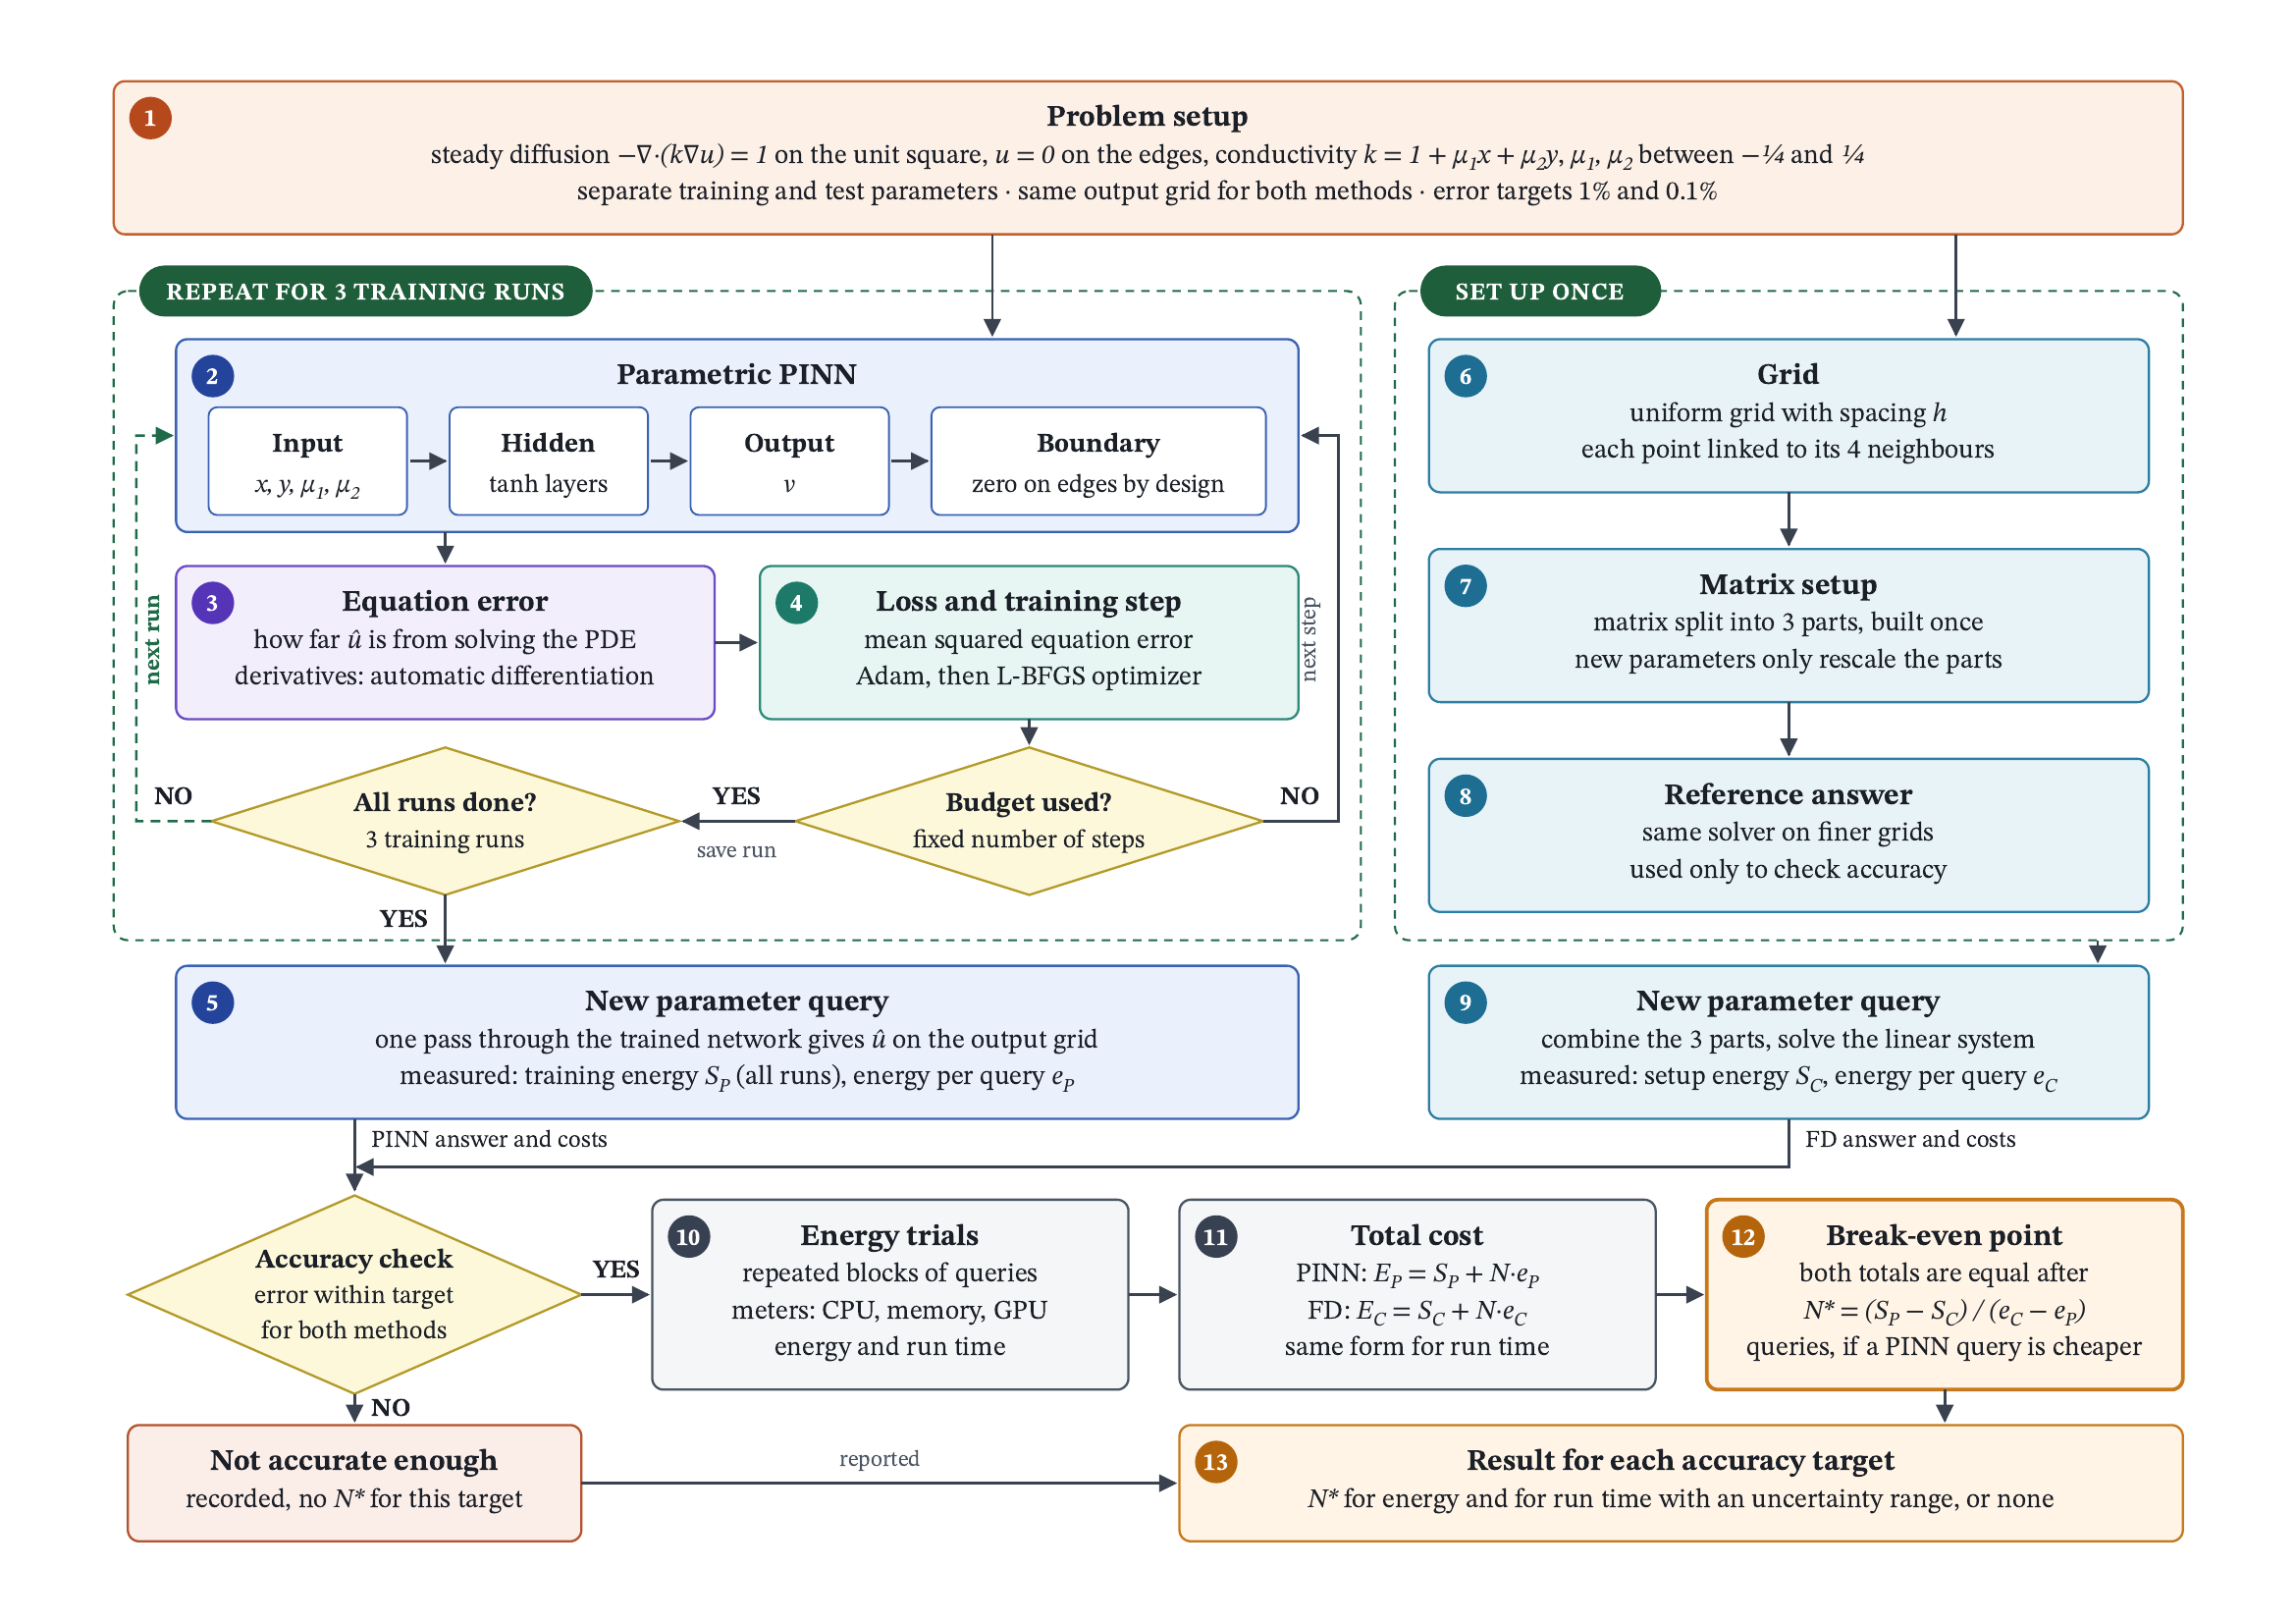 1
Problem setup
steady diffusion −∇·(k∇u) = 1 on the unit square, u = 0 on the edges, conductivity k = 1 + μ₁x + μ₂y, μ₁, μ₂ between −¼ and ¼
separate training and test parameters · same output grid for both methods · error targets 1% and 0.1%
REPEAT FOR 3 TRAINING RUNS
2
Parametric PINN
Input
x, y, μ₁, μ₂
Hidden
tanh layers
Output
v
Boundary
zero on edges by design
3
Equation error
how far û is from solving the PDE
derivatives: automatic differentiation
4
Loss and training step
mean squared equation error
Adam, then L-BFGS optimizer
next run
next step
All runs done?
3 training runs
NO
YES
save run
Budget used?
fixed number of steps
NO
YES
SET UP ONCE
6
Grid
uniform grid with spacing h
each point linked to its 4 neighbours
7
Matrix setup
matrix split into 3 parts, built once
new parameters only rescale the parts
8
Reference answer
same solver on finer grids
used only to check accuracy
5
New parameter query
one pass through the trained network gives û on the output grid
measured: training energy S_P (all runs), energy per query e_P
9
New parameter query
combine the 3 parts, solve the linear system
measured: setup energy S_C, energy per query e_C
PINN answer and costs
FD answer and costs
Accuracy check
error within target
for both methods
YES
NO
10
Energy trials
repeated blocks of queries
meters: CPU, memory, GPU
energy and run time
11
Total cost
PINN: E_P = S_P + N·e_P
FD: E_C = S_C + N·e_C
same form for run time
12
Break-even point
both totals are equal after
N* = (S_P − S_C) / (e_C − e_P)
queries, if a PINN query is cheaper
Not accurate enough
recorded, no N* for this target
reported
13
Result for each accuracy target
N* for energy and for run time with an uncertainty range, or none